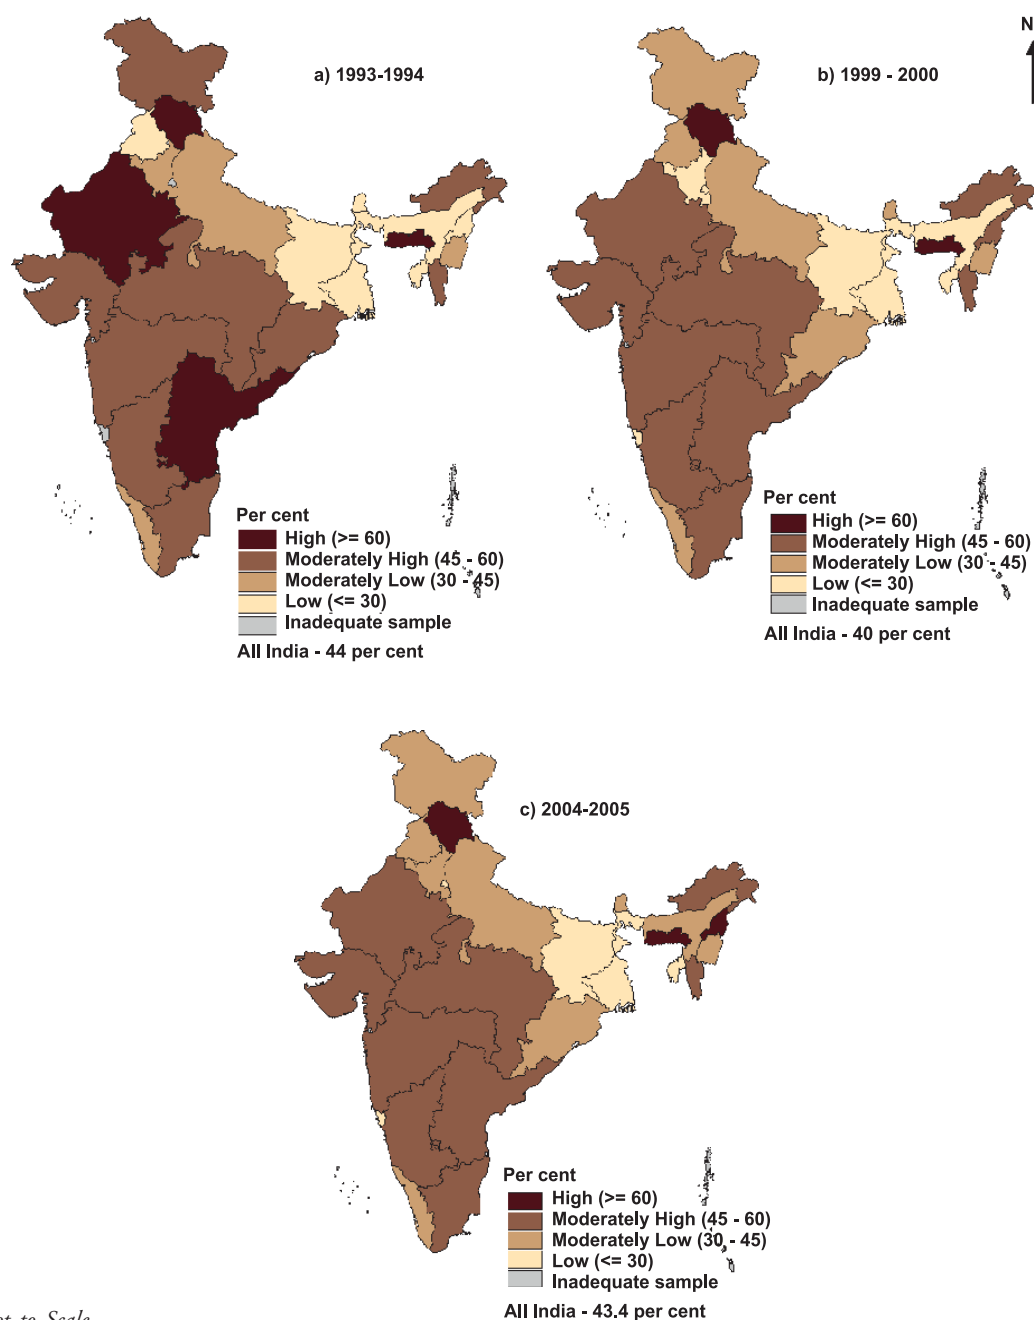 N
a) 1993-1994
b) 1999 - 2000
Per cent
High (>= 60)
Moderately High (45 - 60)
Moderately Low (30 - 45)
Low (<= 30)
Inadequate sample
All India - 44 per cent
Per cent
High (>= 60)
Moderately High (45 - 60)
Moderately Low (30 - 45)
Low (<= 30)
Inadequate sample
All India - 40 per cent
c) 2004-2005
Per cent
High (>= 60)
Moderately High (45 - 60)
Moderately Low (30 - 45)
Low (<= 30)
Inadequate sample
All India - 43.4 per cent
to Scale